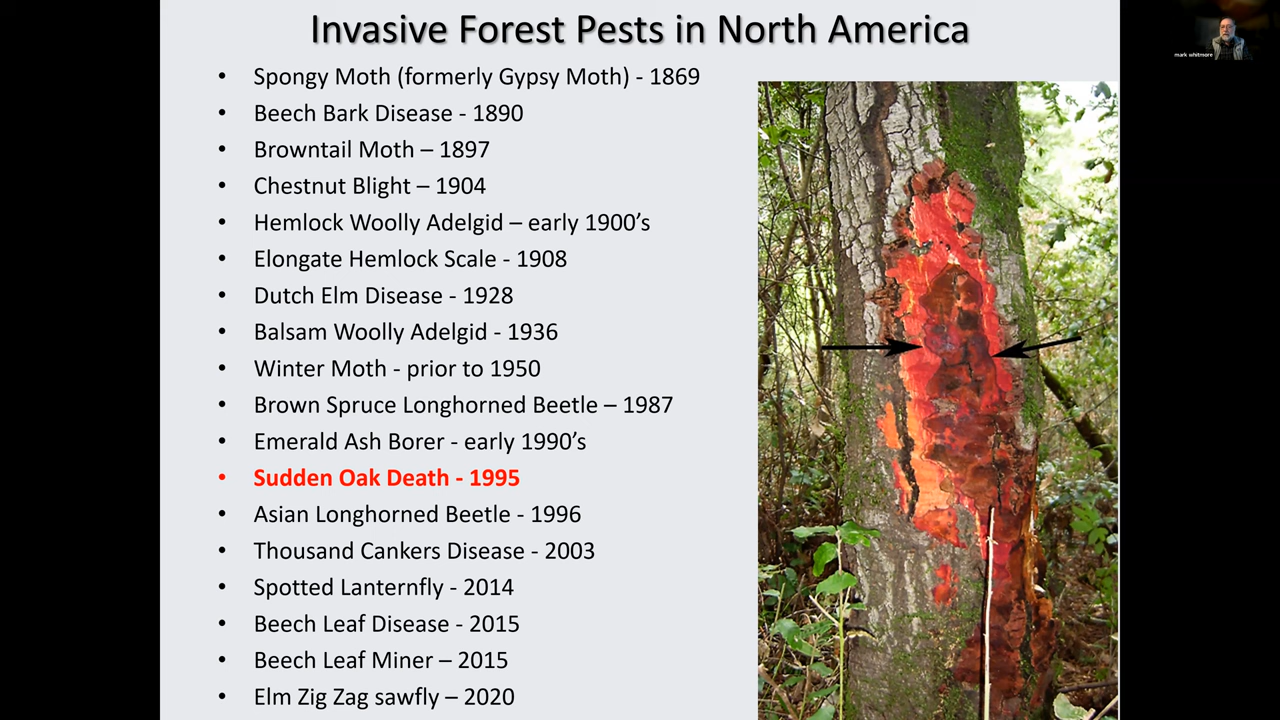 Invasive Forest Pests in North America
• Spongy Moth (formerly Gypsy Moth) - 1869
• Beech Bark Disease - 1890
• Browntail Moth – 1897
• Chestnut Blight – 1904
• Hemlock Woolly Adelgid – early 1900’s
• Elongate Hemlock Scale - 1908
• Dutch Elm Disease - 1928
• Balsam Woolly Adelgid - 1936
• Winter Moth - prior to 1950
• Brown Spruce Longhorned Beetle – 1987
• Emerald Ash Borer - early 1990’s
• Sudden Oak Death - 1995
• Asian Longhorned Beetle - 1996
• Thousand Cankers Disease - 2003
• Spotted Lanternfly - 2014
• Beech Leaf Disease - 2015
• Beech Leaf Miner – 2015
• Elm Zig Zag sawfly – 2020
mark whitmore